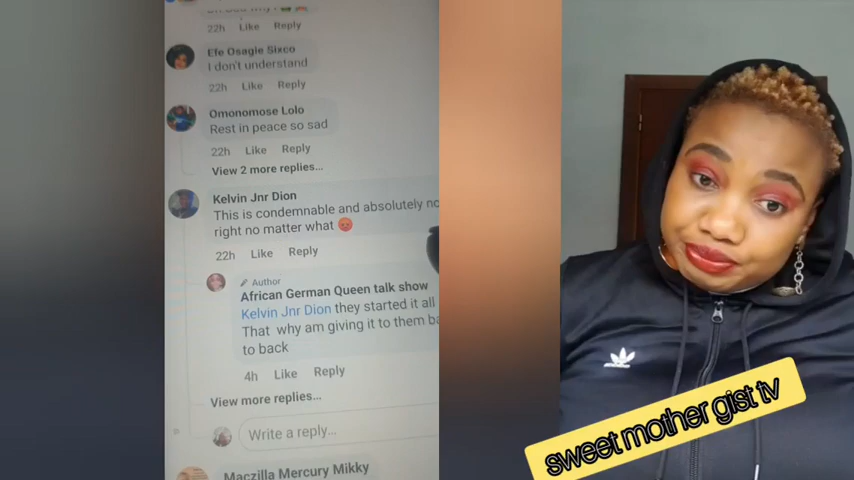 22h Like Reply
Efe Osagie Sixco
I don't understand
22h Like Reply
Omonomose Lolo
Rest in peace so sad
22h Like Reply
View 2 more replies...
Kelvin Jnr Dion
This is condemnable and absolutely no
right no matter what
22h Like Reply
Author
African German Queen talk show
Kelvin Jnr Dion they started it all
That why am giving it to them ba
to back
4h Like Reply
View more replies...
Write a reply...
Maczilla Mercury Mikky
sweet mother gist tv